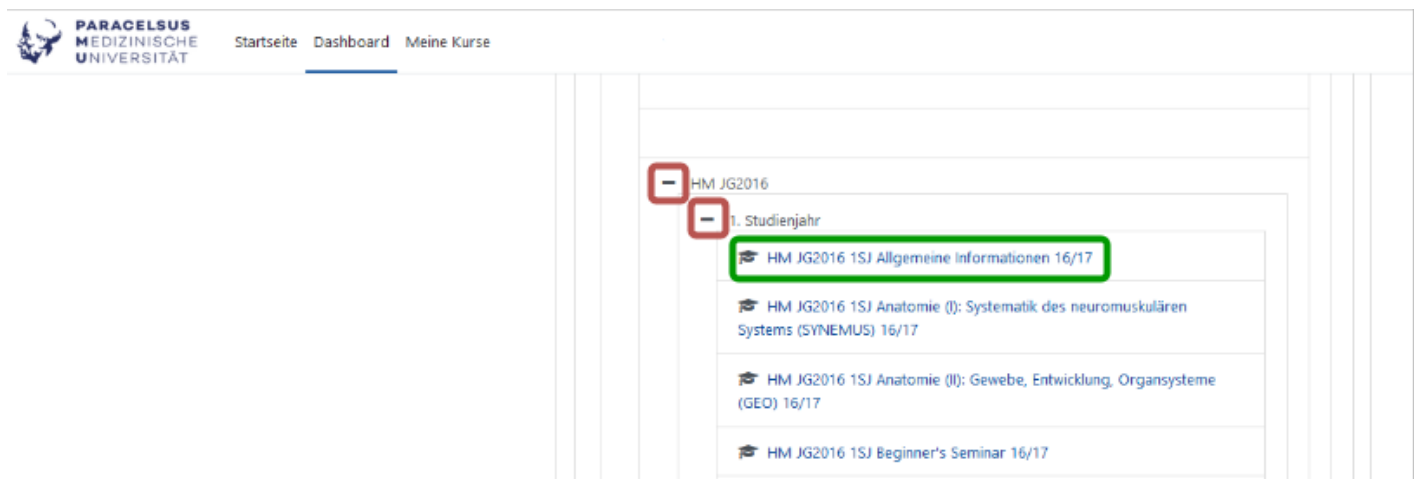 PARACELSUS
MEDIZINISCHE
UNIVERSITÄT
Startseite Dashboard Meine Kurse
HM JG2016
1. Studienjahr
HM JG2016 1SJ Allgemeine Informationen 16/17
HM JG2016 1SJ Anatomie (I): Systematik des neuromuskulären
Systems (SYNEMUS) 16/17
HM JG2016 1SJ Anatomie (II): Gewebe, Entwicklung, Organsysteme
(GEO) 16/17
HM JG2016 1SJ Beginner's Seminar 16/17